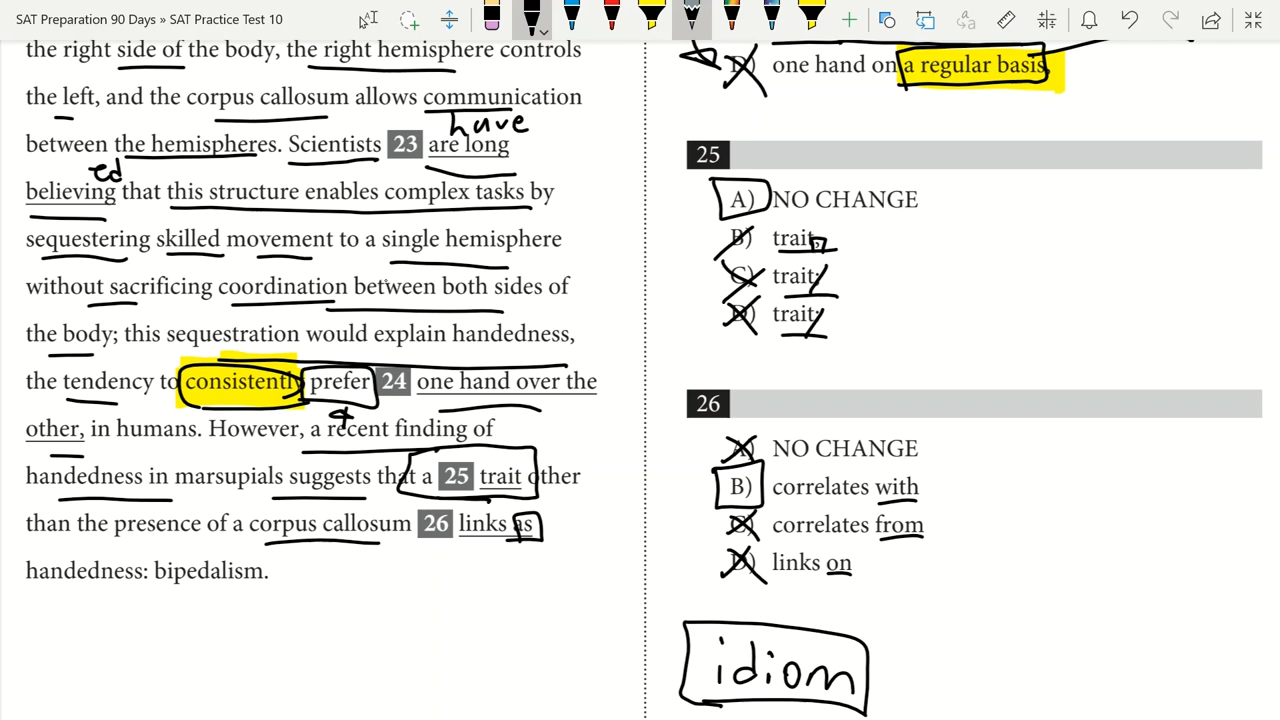 SAT Preparation 90 Days » SAT Practice Test 10
the right side of the body, the right hemisphere controls
the left, and the corpus callosum allows communication
have
between the hemispheres. Scientists 23 are long
ed
believing that this structure enables complex tasks by
sequestering skilled movement to a single hemisphere
without sacrificing coordination between both sides of
the body; this sequestration would explain handedness,
the tendency to consistently prefer 24 one hand over the
other, in humans. However, a recent finding of
handedness in marsupials suggests that a 25 trait other
than the presence of a corpus callosum 26 links as
handedness: bipedalism.
D) one hand on a regular basis,
25
A) NO CHANGE
B) trait,
C) trait:
D) trait;
26
A) NO CHANGE
B) correlates with
C) correlates from
D) links on
idiom